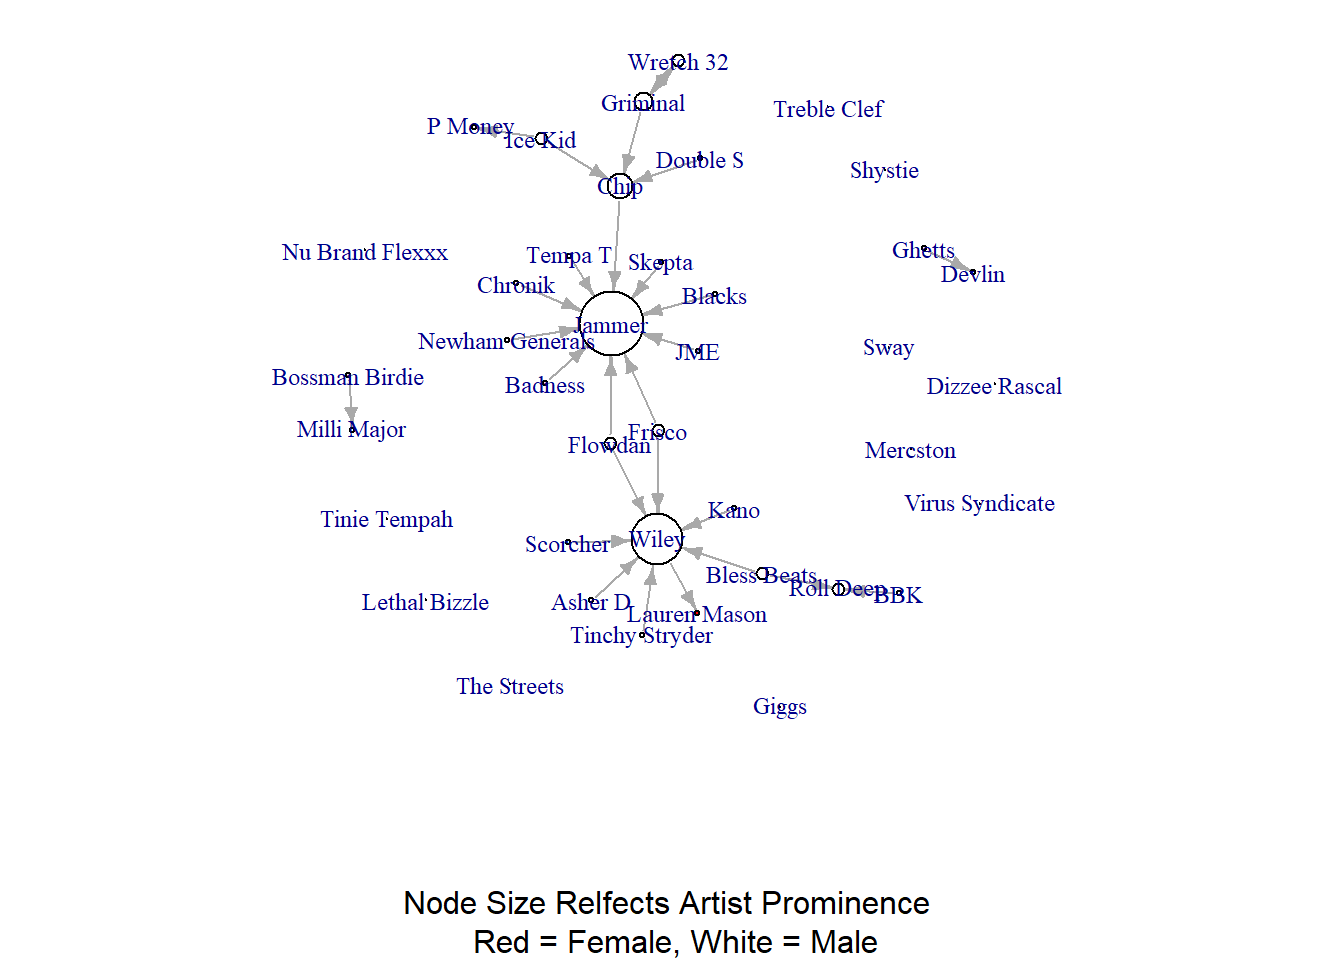 Wretch 32
Griminal
Treble Clef
P Money
Ice Kid
Double S
Shystie
Chip
Nu Brand Flexxx
Tempa T
Skepta
Ghetts
Devlin
Chronik
Blacks
Jammer
Newham Generals
JME
Sway
Bossman Birdie
Badness
Dizzee Rascal
Milli Major
Frisco
Flowdan
Mercston
Virus Syndicate
Kano
Tinie Tempah
Scorcher
Wiley
Bless Beats
Roll Deep
BBK
Lethal Bizzle
Asher D
Lauren Mason
Tinchy Stryder
The Streets
Giggs
Node Size Relfects Artist Prominence
Red = Female, White = Male